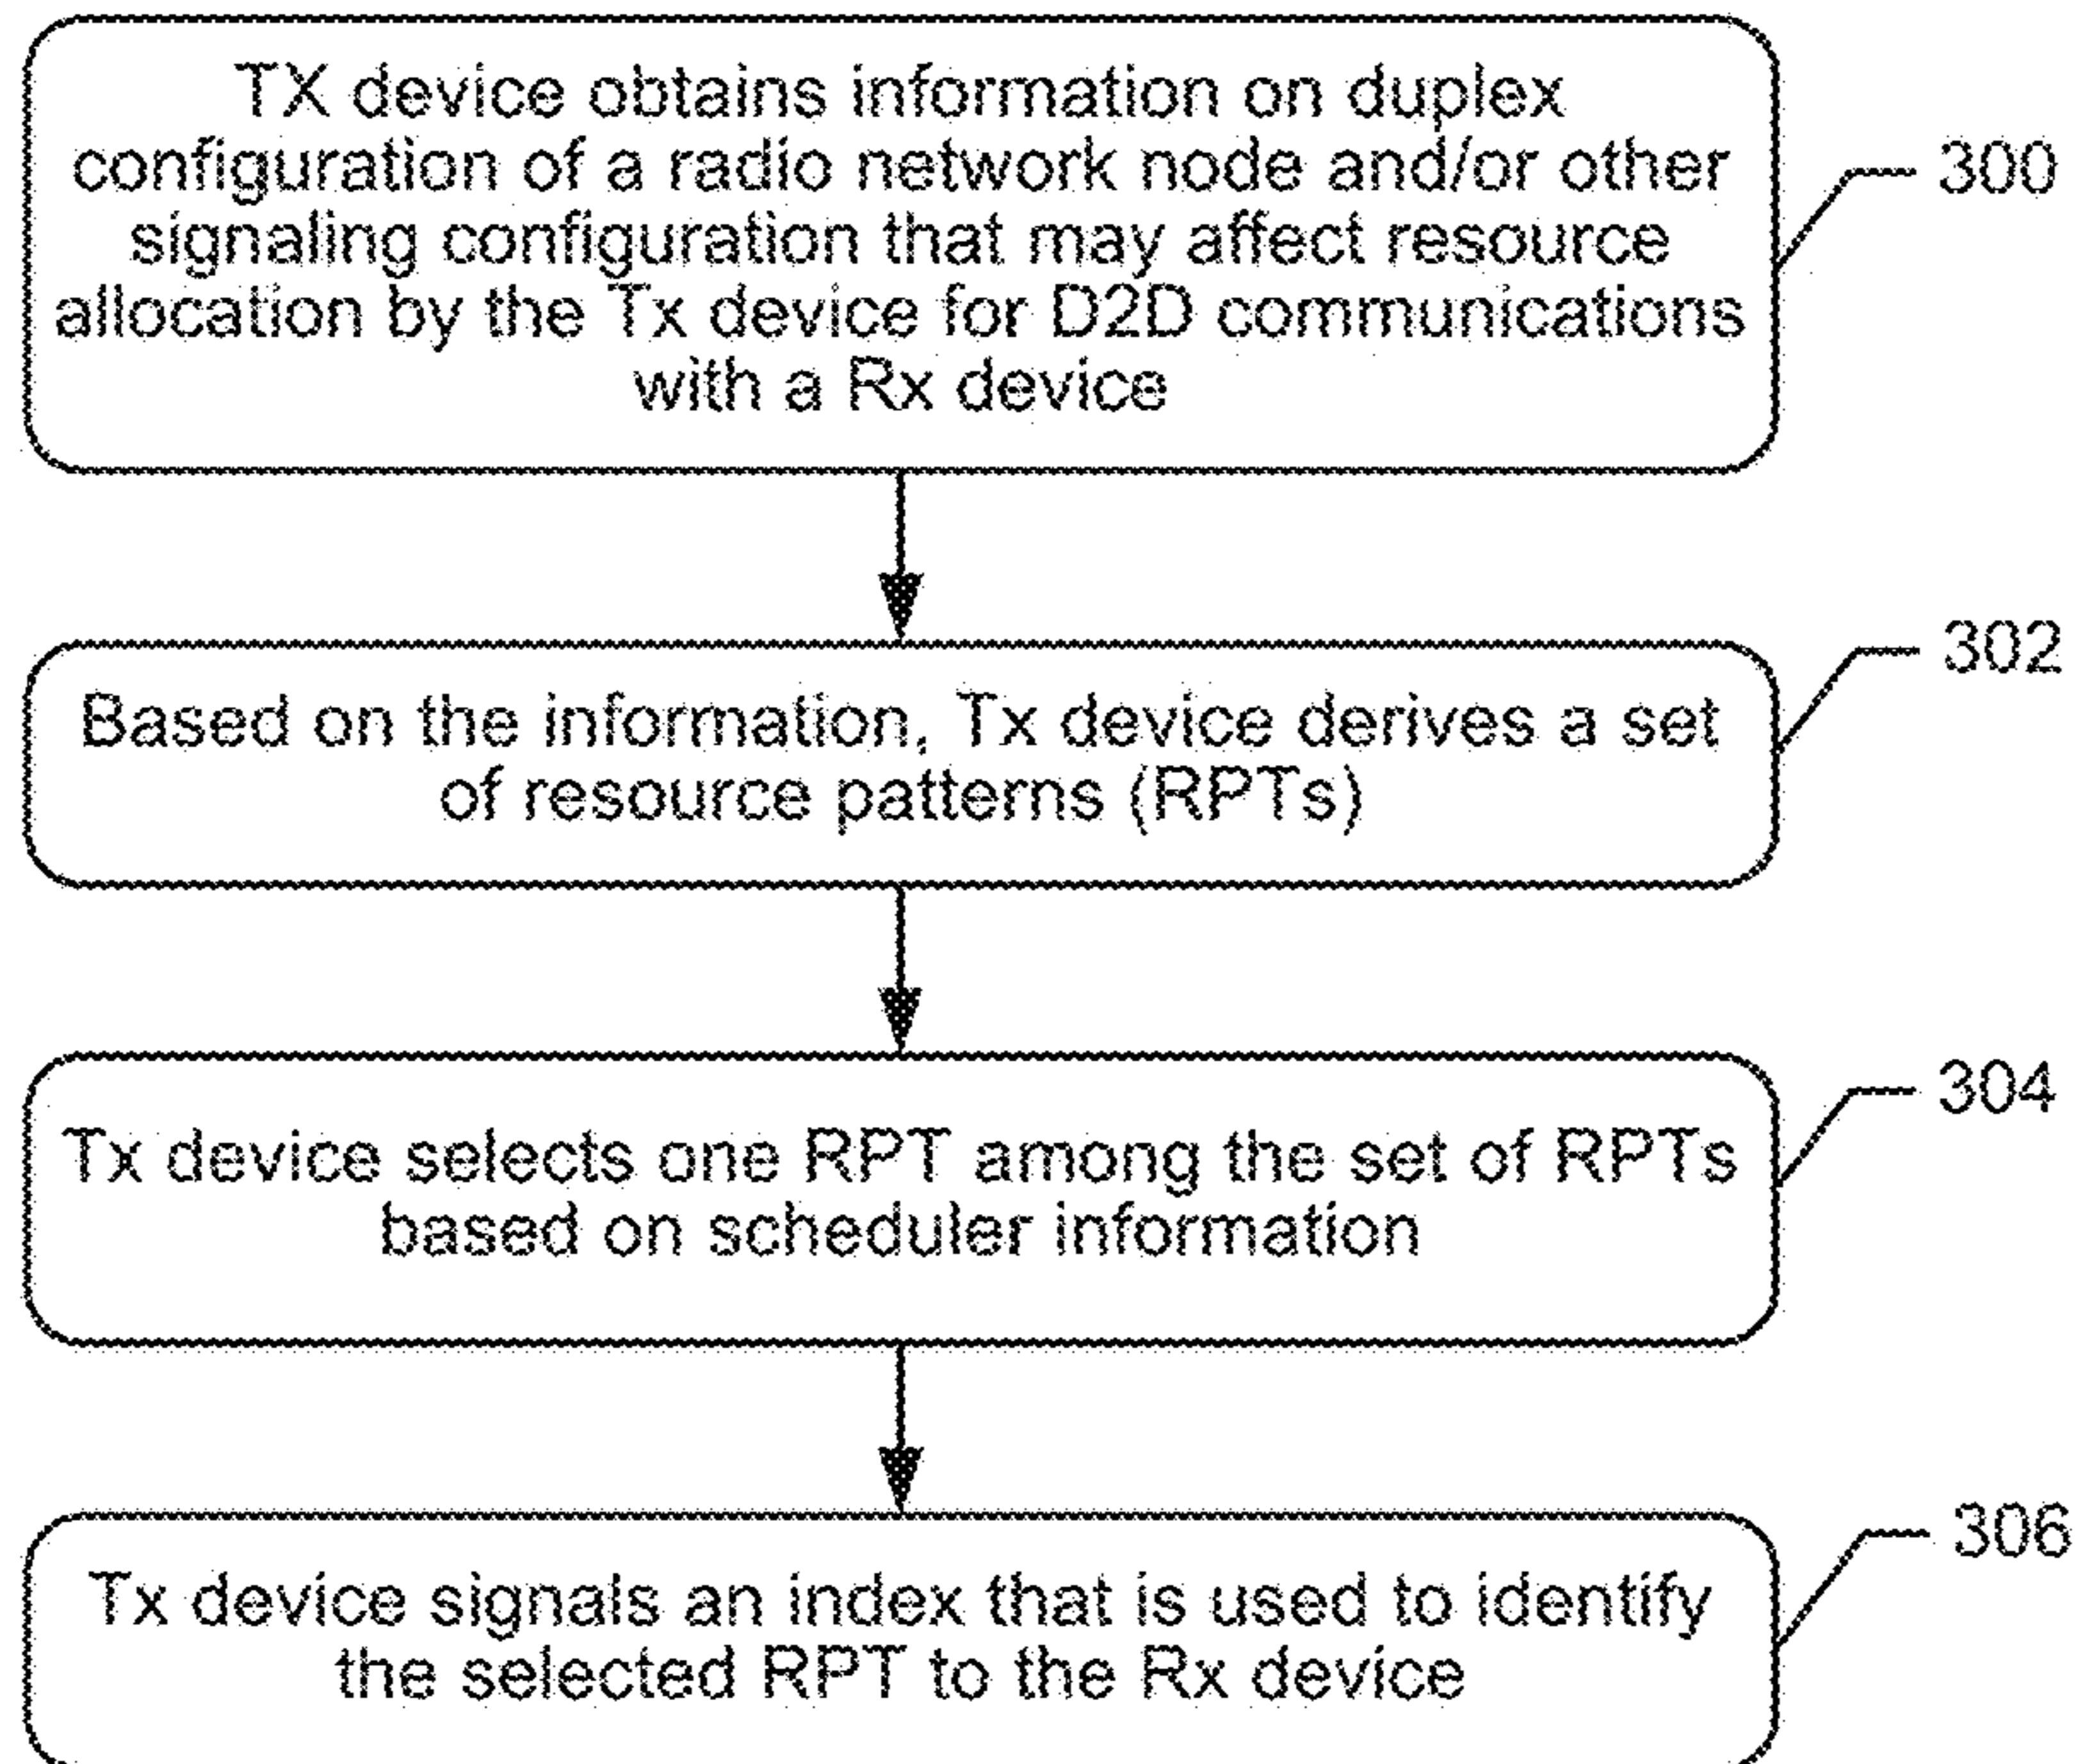 TX device obtains information on duplex
configuration of a radio network node and/or other
signaling configuration that may affect resource
allocation by the Tx device for D2D communications
with a Rx device
300
Based on the information, Tx device derives a set
of resource patterns (RPTs)
302
Tx device selects one RPT among the set of RPTs
based on scheduler information
304
Tx device signals an index that is used to identify
the selected RPT to the Rx device
306